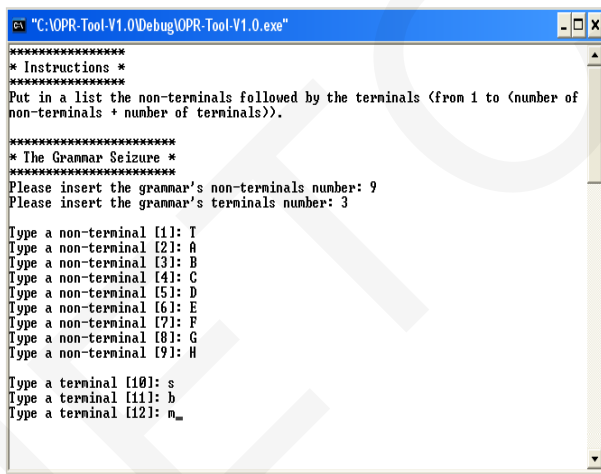 "C:\OPR-Tool-V1.0\Debug\OPR-Tool-V1.0.exe"
****************
* Instructions *
****************
Put in a list the non-terminals followed by the terminals (from 1 to (number of
non-terminals + number of terminals)).
***********************
* The Grammar Seizure *
***********************
Please insert the grammar's non-terminals number: 9
Please insert the grammar's terminals number: 3
Type a non-terminal [1]: T
Type a non-terminal [2]: A
Type a non-terminal [3]: B
Type a non-terminal [4]: C
Type a non-terminal [5]: D
Type a non-terminal [6]: E
Type a non-terminal [7]: F
Type a non-terminal [8]: G
Type a non-terminal [9]: H
Type a terminal [10]: s
Type a terminal [11]: b
Type a terminal [12]: m_